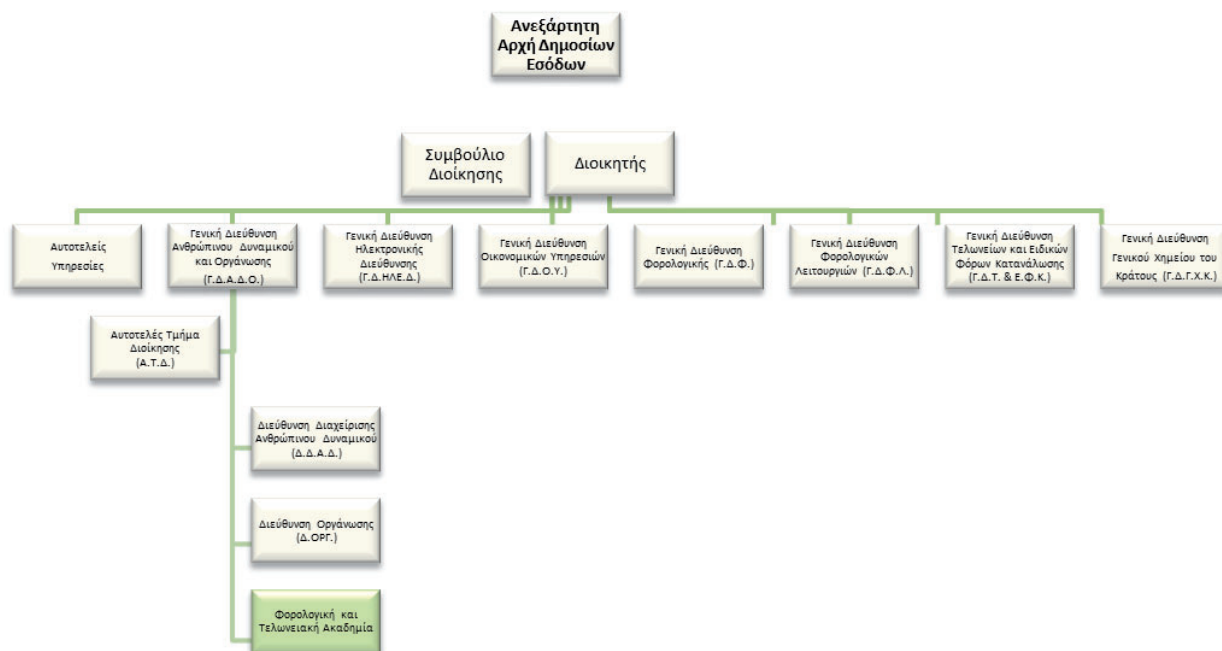 Ανεξάρτητη
Αρχή Δημοσίων
Εσόδων
Συμβούλιο
Διοίκησης
Διοικητής
Αυτοτελείς
Υπηρεσίες
Γενική Διεύθυνση
Ανθρώπινου Δυναμικού
και Οργάνωσης
(Γ.Δ.Α.Δ.Ο.)
Γενική Διεύθυνση
Ηλεκτρονικής
Διεύθυνσης
(Γ.Δ.ΗΛΕ.Δ.)
Γενική Διεύθυνση
Οικονομικών Υπηρεσιών
(Γ.Δ.Ο.Υ.)
Γενική Διεύθυνση
Φορολογικής (Γ.Δ.Φ.)
Γενική Διεύθυνση
Φορολογικών
Λειτουργιών (Γ.Δ.Φ.Λ.)
Γενική Διεύθυνση
Τελωνείων και Ειδικών
Φόρων Κατανάλωσης
(Γ.Δ.Τ. & Ε.Φ.Κ.)
Γενική Διεύθυνση
Γενικού Χημείου του
Κράτους (Γ.Δ.Γ.Χ.Κ.)
Αυτοτελές Τμήμα
Διοίκησης
(Α.Τ.Δ.)
Διεύθυνση Διαχείρισης
Ανθρώπινου Δυναμικού
(Δ.Δ.Α.Δ.)
Διεύθυνση Οργάνωσης
(Δ.ΟΡΓ.)
Φορολογική και
Τελωνειακή Ακαδημία